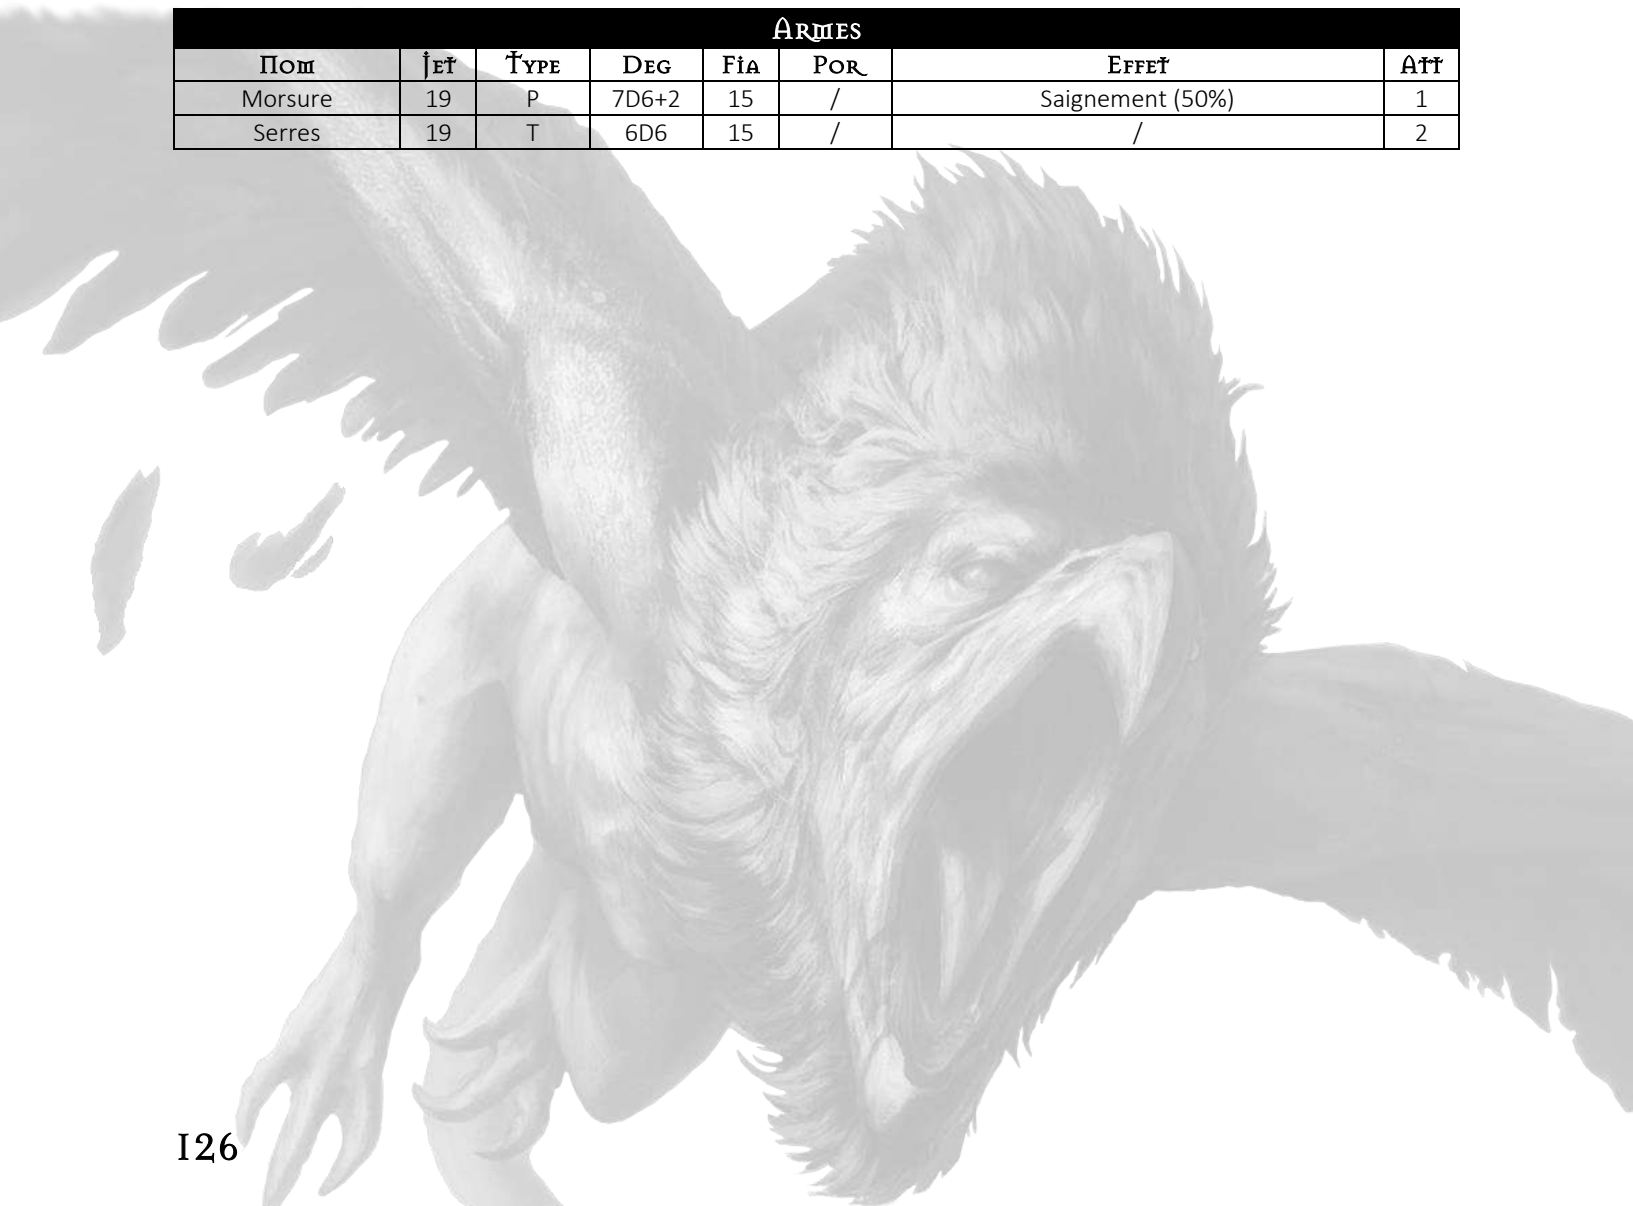 Armes
Nom Jet Type Deg Fia Por Effet Att
Morsure 19 P 7D6+2 15 / Saignement (50%) 1
Serres 19 T 6D6 15 / / 2
126